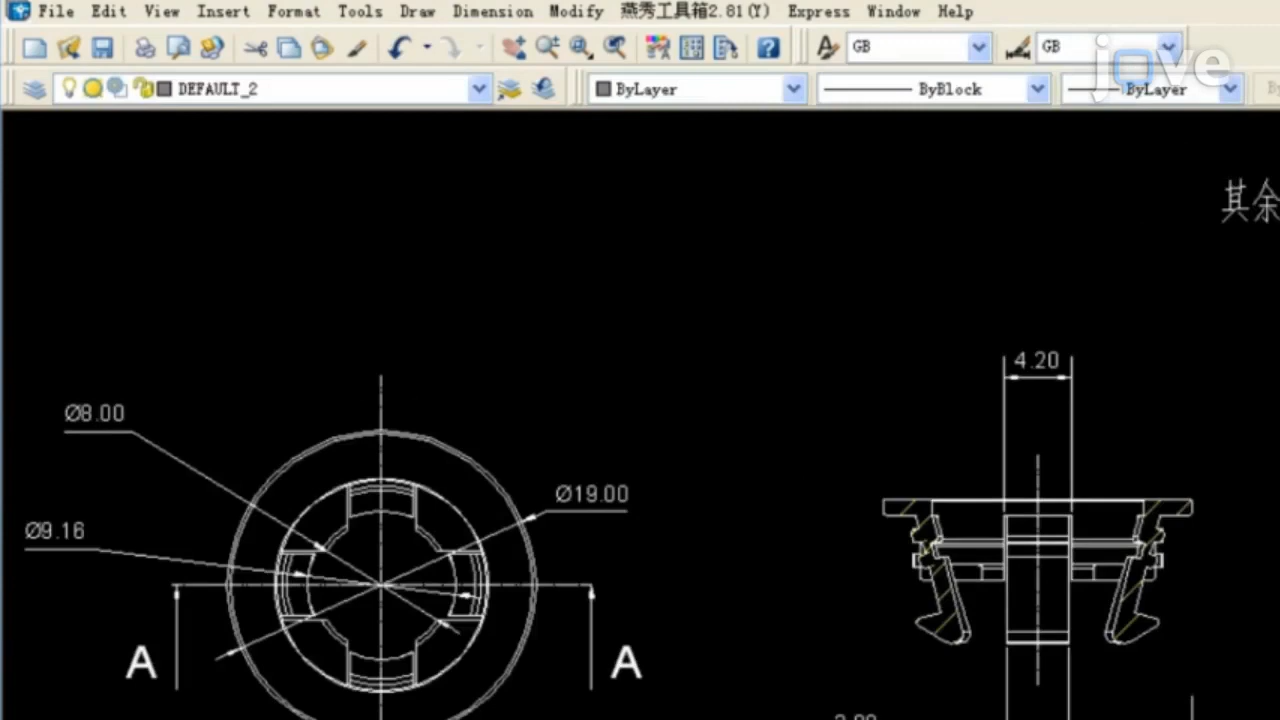 File Edit View Insert Format Tools Draw Dimension Modify 燕秀工具箱2.81(Y) Express Window Help
GB GB
jove
DEFAULT_2 ByLayer ByBlock ByLayer
其余
4.20
Ø8.00
Ø19.00
Ø9.16
A A